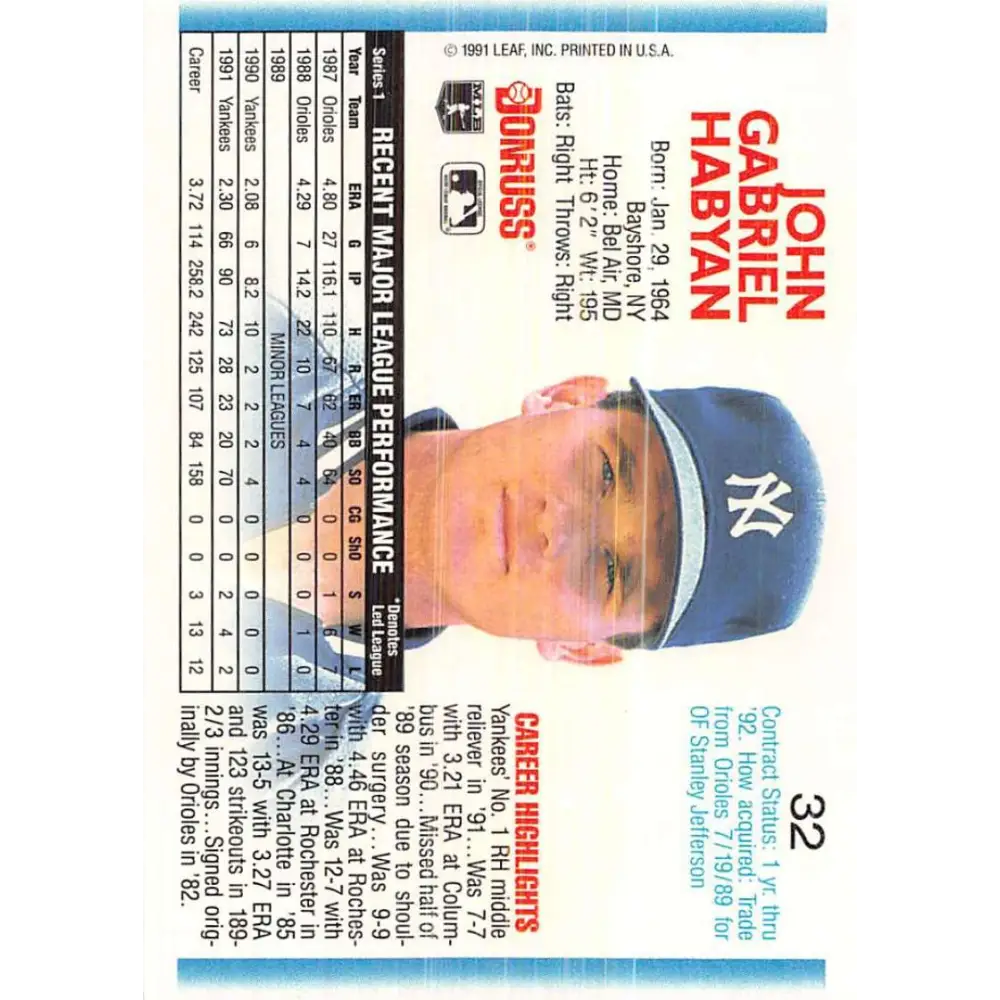 JOHN
GABRIEL
HABYAN
Born: Jan. 29, 1964
Bayshore, NY
Home: Bel Air, MD
Ht: 6'2" Wt: 195
Bats: Right Throws: Right
DONRUSS®
MLB
© 1991 LEAF, INC. PRINTED IN U.S.A.
NY
32
Contract Status: 1 yr. thru
'92. How acquired: Trade
from Orioles 7/19/89 for
OF Stanley Jefferson
CAREER HIGHLIGHTS
Yankees' No. 1 RH middle
reliever in '91...Was 7-7
with 3.21 ERA at Colum-
bus in '90...Missed half of
'89 season due to shoul-
der surgery...Was 9-9
with 4.46 ERA at Roches-
ter in '88...Was 12-7 with
4.29 ERA at Rochester in
'86...At Charlotte in '85
was 13-5 with 3.27 ERA
and 123 strikeouts in 189-
2/3 innings...Signed orig-
inally by Orioles in '82.
Series 1 RECENT MAJOR LEAGUE PERFORMANCE *Denotes
Led League
Year Team ERA G IP H R ER BB SO CG ShO S W L
1987 Orioles 4.80 27 116.1 110 67 62 40 64 0 0 1 6 7
1988 Orioles 4.29 7 14.2 22 10 7 4 4 0 0 0 1 0
1989 MINOR LEAGUES
1990 Yankees 2.08 6 8.2 10 2 2 2 4 0 0 0 0 0
1991 Yankees 2.30 66 90 73 28 23 20 70 0 0 2 4 2
Career 3.72 114 258.2 242 125 107 84 158 0 0 3 13 12